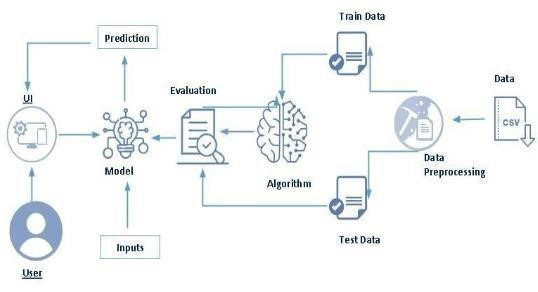 Train Data
Prediction
Data
UI
Evaluation
CSV
Model
Algorithm
Data
Preprocessing
Inputs
Test Data
User